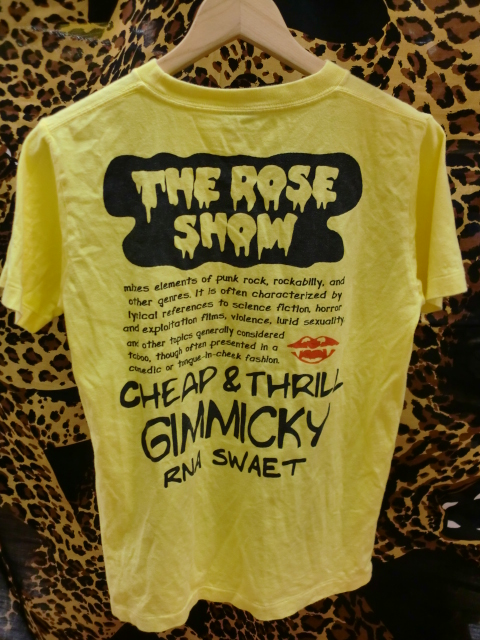 THE ROSE
SHOW
mixes elements of punk rock, rockabilly, and
other genres. It is often characterized by
lyrical references to science fiction, horror
and exploitation films, violence, lurid sexuality
and other topics generally considered
taboo, though often presented in a
comedic or tongue-in-cheek fashion.
CHEAP & THRILL
GIMMICKY
RNA SWAET